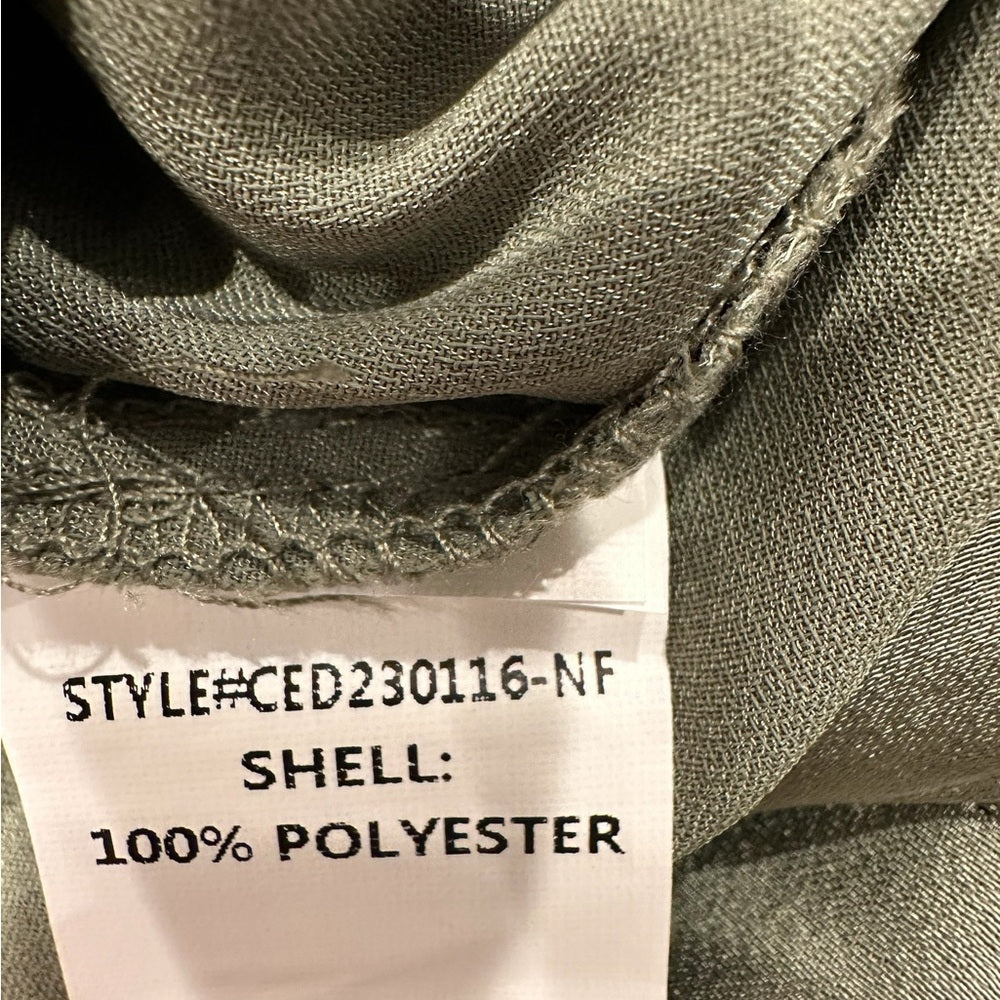 STYLE#CED230116-NF
SHELL:
100% POLYESTER